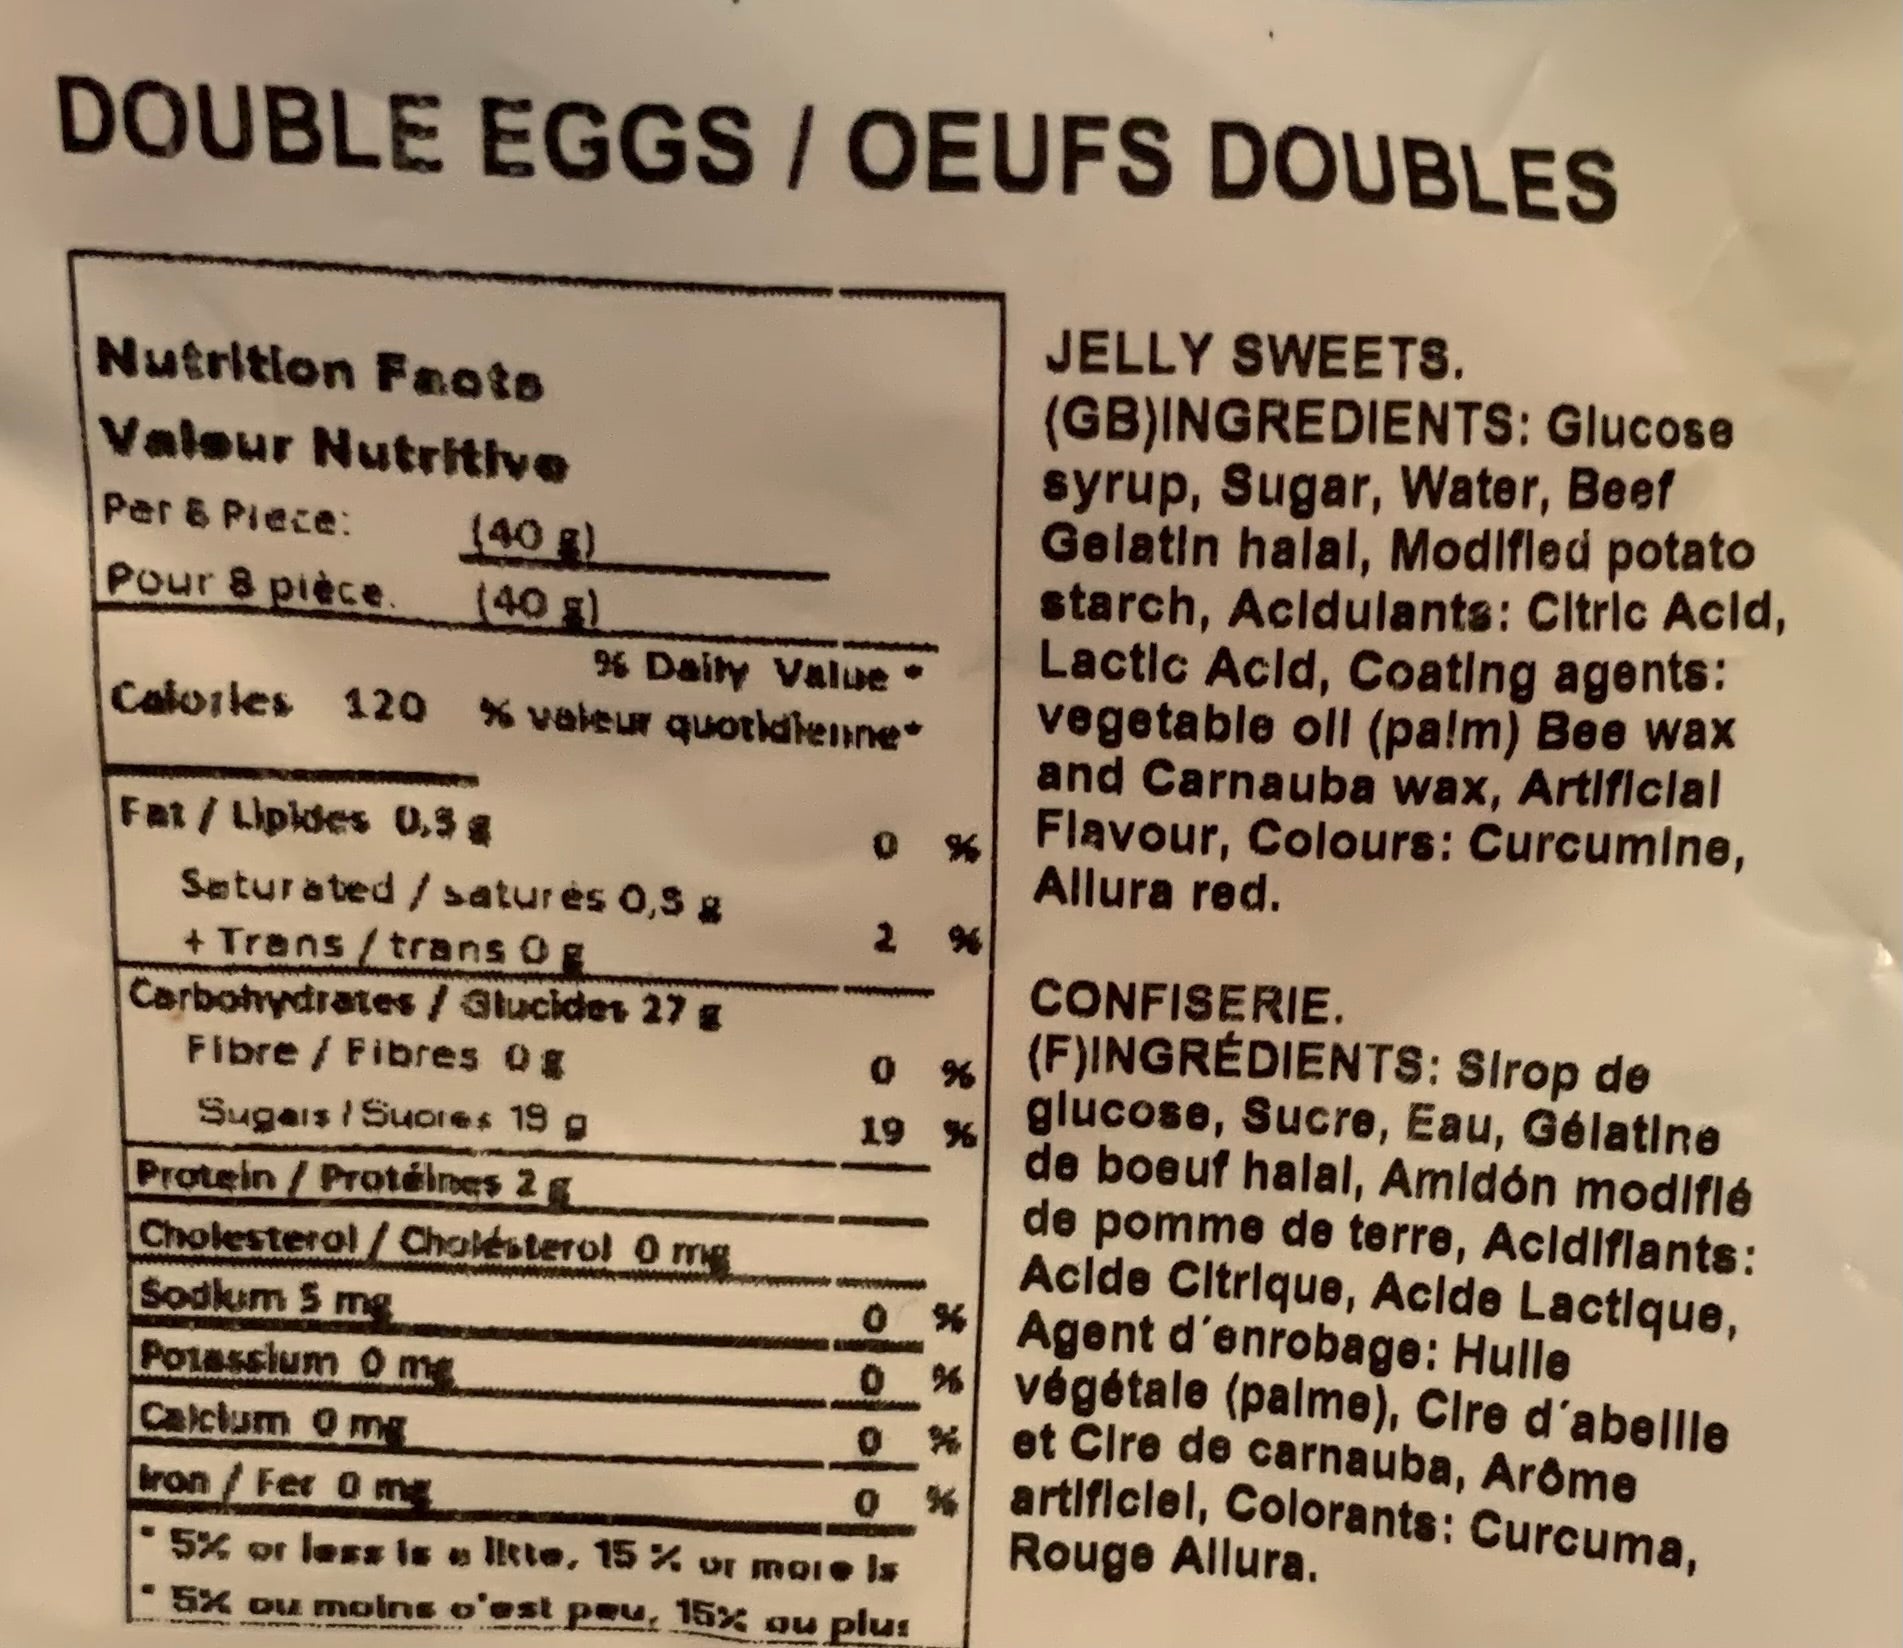 DOUBLE EGGS / OEUFS DOUBLES
Nutrition Facts
Valeur Nutritive
Per 8 Piece: (40 g)
Pour 8 pièce. (40 g)
% Daily Value *
Calories 120 % valeur quotidienne*
Fat / Lipides 0,5 g 0 %
Saturated / saturés 0,3 g
+ Trans / trans 0 g 2 %
Carbohydrates / Glucides 27 g
Fibre / Fibres 0 g 0 %
Sugars / Sucres 19 g 19 %
Protein / Protéines 2 g
Cholesterol / Cholésterol 0 mg
Sodium 5 mg 0 %
Potassium 0 mg 0 %
Calcium 0 mg 0 %
Iron / Fer 0 mg 0 %
* 5% or less is a little, 15 % or more is
* 5% ou moins c'est peu, 15% ou plus
JELLY SWEETS.
(GB)INGREDIENTS: Glucose
syrup, Sugar, Water, Beef
Gelatin halal, Modified potato
starch, Acidulants: Citric Acid,
Lactic Acid, Coating agents:
vegetable oil (palm) Bee wax
and Carnauba wax, Artificial
Flavour, Colours: Curcumine,
Allura red.
CONFISERIE.
(F)INGRÉDIENTS: Sirop de
glucose, Sucre, Eau, Gélatine
de boeuf halal, Amidón modifié
de pomme de terre, Acidifiants:
Acide Citrique, Acide Lactique,
Agent d´enrobage: Huile
végétale (palme), Cire d´abeille
et Cire de carnauba, Arôme
artificiel, Colorants: Curcuma,
Rouge Allura.